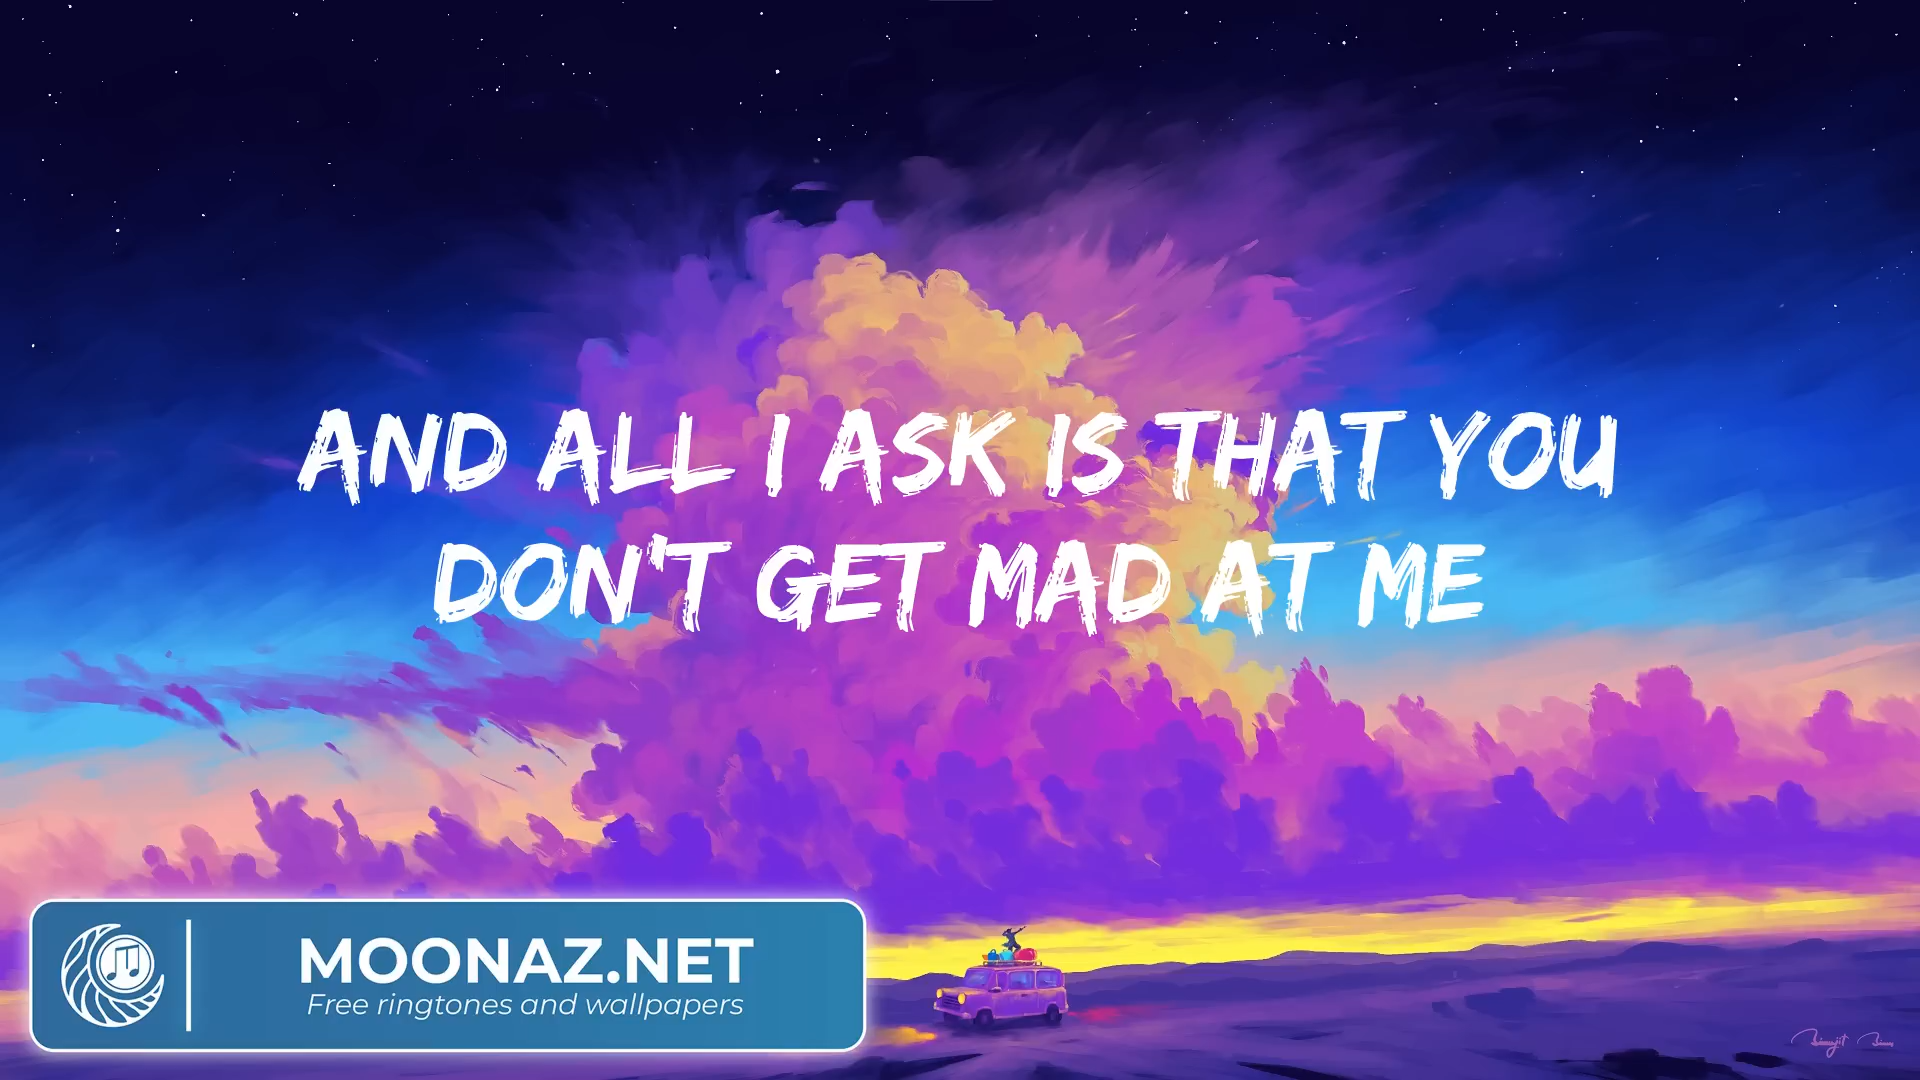 AND ALL I ASK IS THAT YOU
DON'T GET MAD AT ME
MOONAZ.NET
Free ringtones and wallpapers